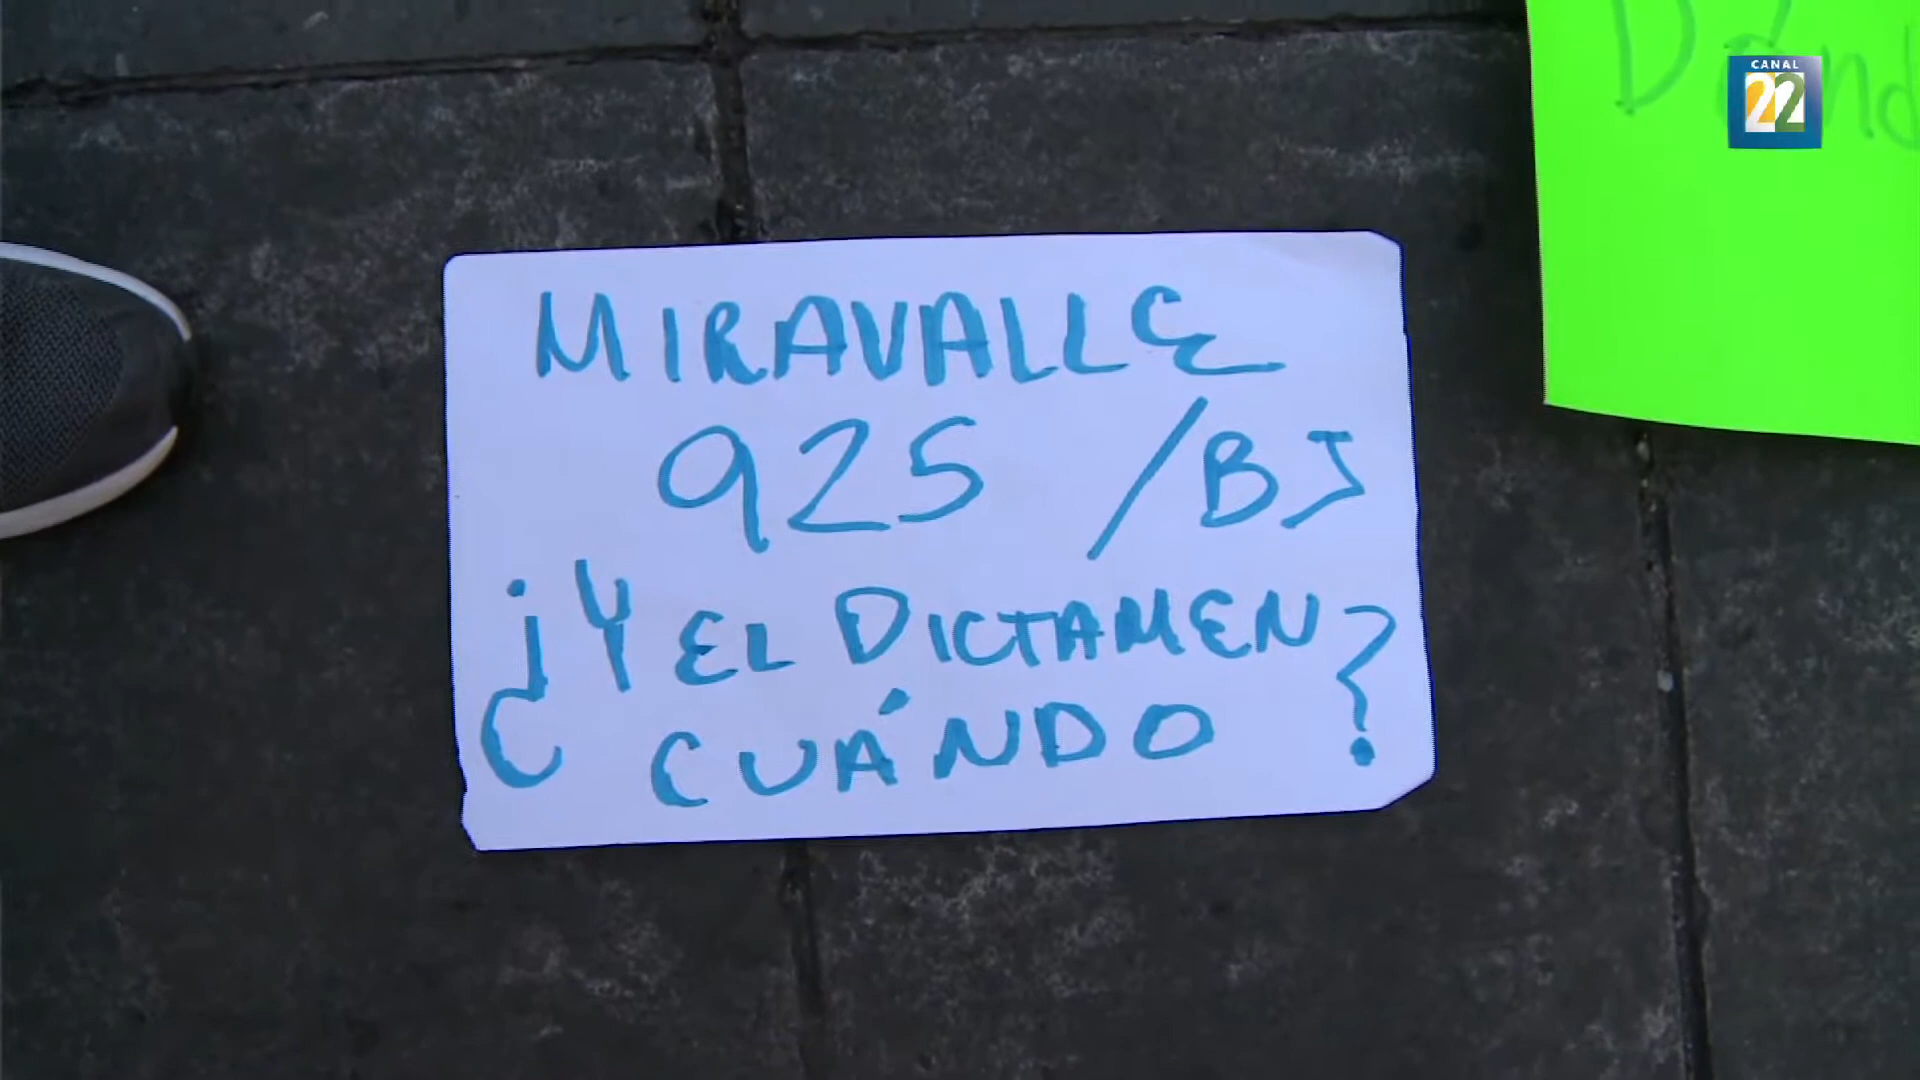 CANAL
22
MIRAVALLE
925 /BJ
¿Y EL DICTAMEN
CUÁNDO?